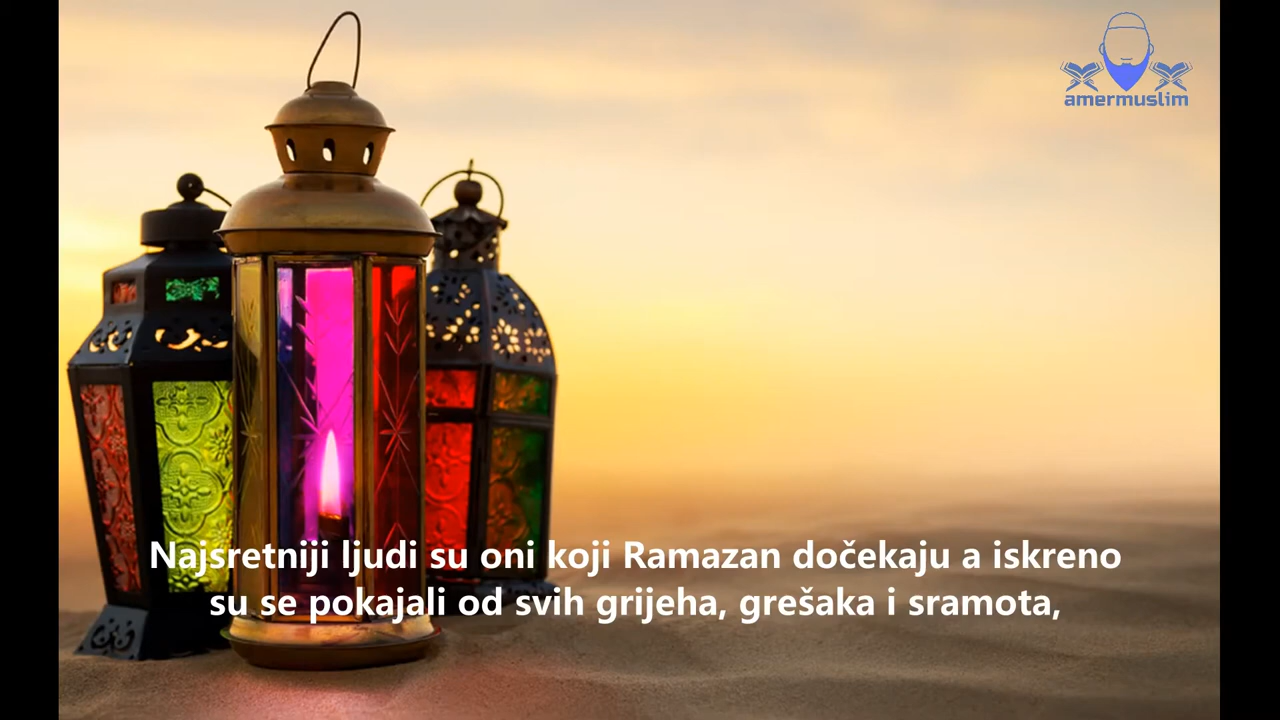 amermuslim
Najsretniji ljudi su oni koji Ramazan dočekaju a iskreno
su se pokajali od svih grijeha, grešaka i sramota,